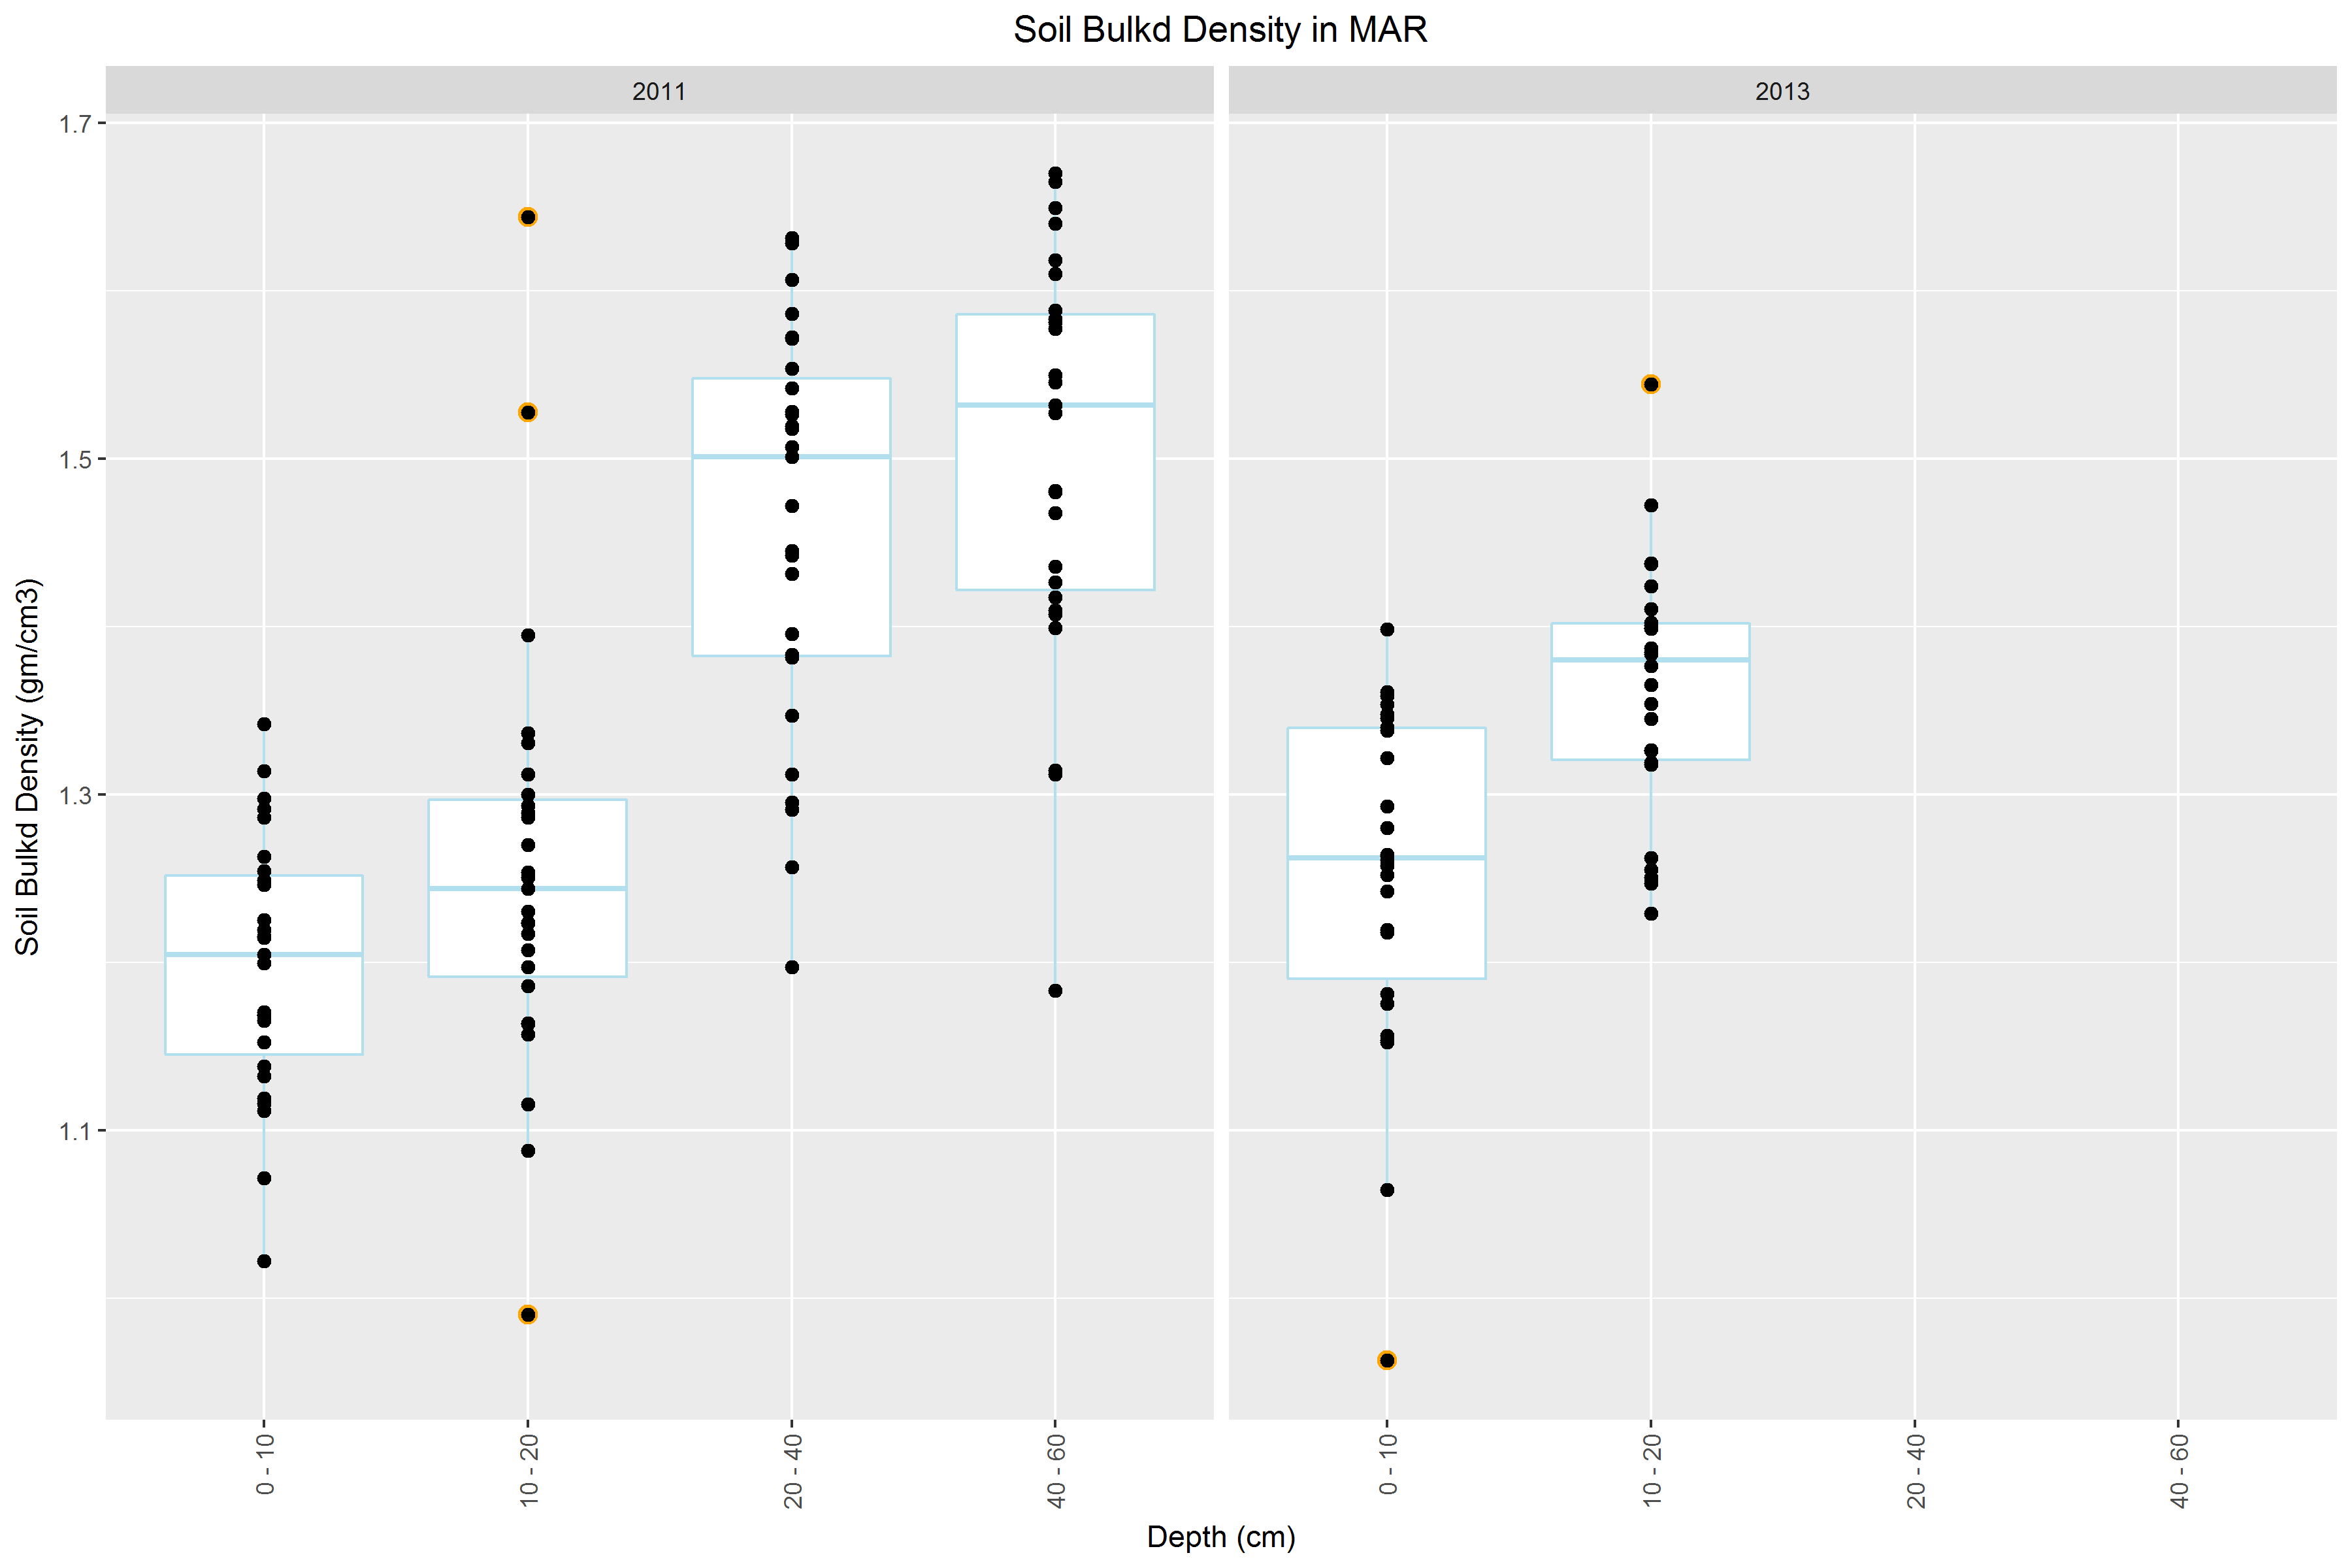 Soil Bulkd Density in MAR
2011
2013
1.7
1.5
1.3
1.1
Soil Bulkd Density (gm/cm3)
0 - 10
10 - 20
20 - 40
40 - 60
0 - 10
10 - 20
20 - 40
40 - 60
Depth (cm)